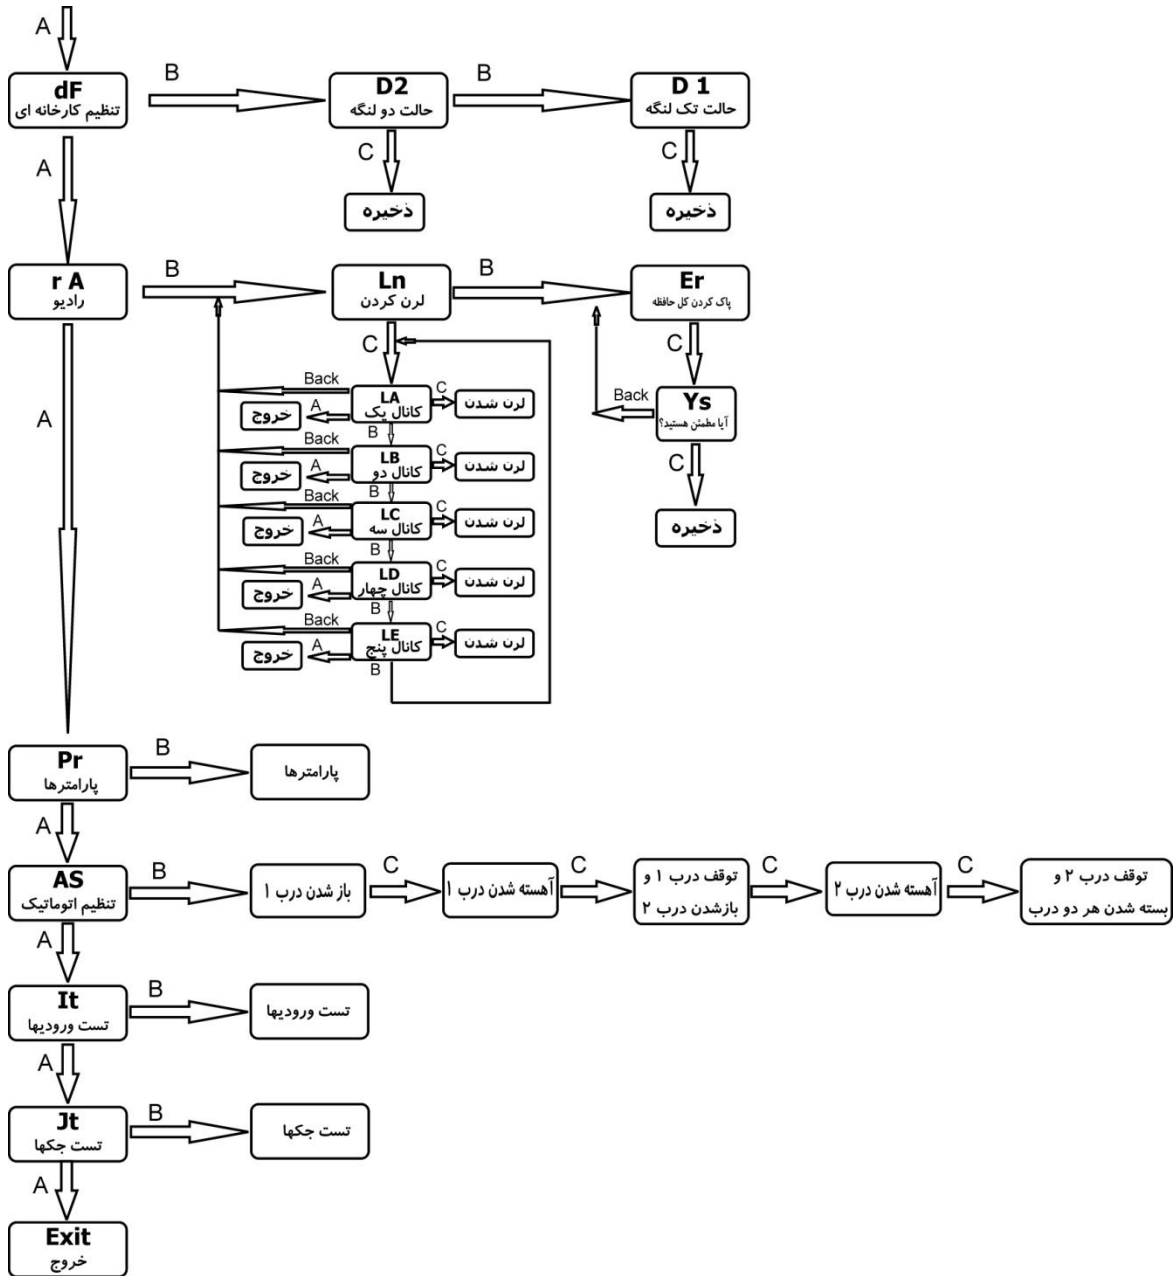 A
dF
تنظیم کارخانه ای
B
D2
حالت دو لنگه
B
D 1
حالت تک لنگه
C
ذخیره
C
ذخیره
A
r A
رادیو
B
Ln
لرن کردن
B
Er
پاک کردن کل حافظه
C
C
Back
LA
کانال یک
C
لرن شدن
A
خروج
B
Back
LB
کانال دو
C
لرن شدن
A
خروج
B
Back
LC
کانال سه
C
لرن شدن
A
خروج
B
Back
LD
کانال چهار
C
لرن شدن
A
خروج
B
Back
LE
کانال پنج
C
لرن شدن
A
خروج
B
Back
Ys
آیا مطمئن هستید؟
C
ذخیره
A
Pr
پارامترها
B
پارامترها
A
AS
تنظیم اتوماتیک
B
باز شدن درب ۱
C
آهسته شدن درب ۱
C
توقف درب ۱ و
بازشدن درب ۲
C
آهسته شدن درب ۲
C
توقف درب ۲ و
بسته شدن هر دو درب
A
It
تست ورودیها
B
تست ورودیها
A
Jt
تست جکها
B
تست جکها
A
Exit
خروج